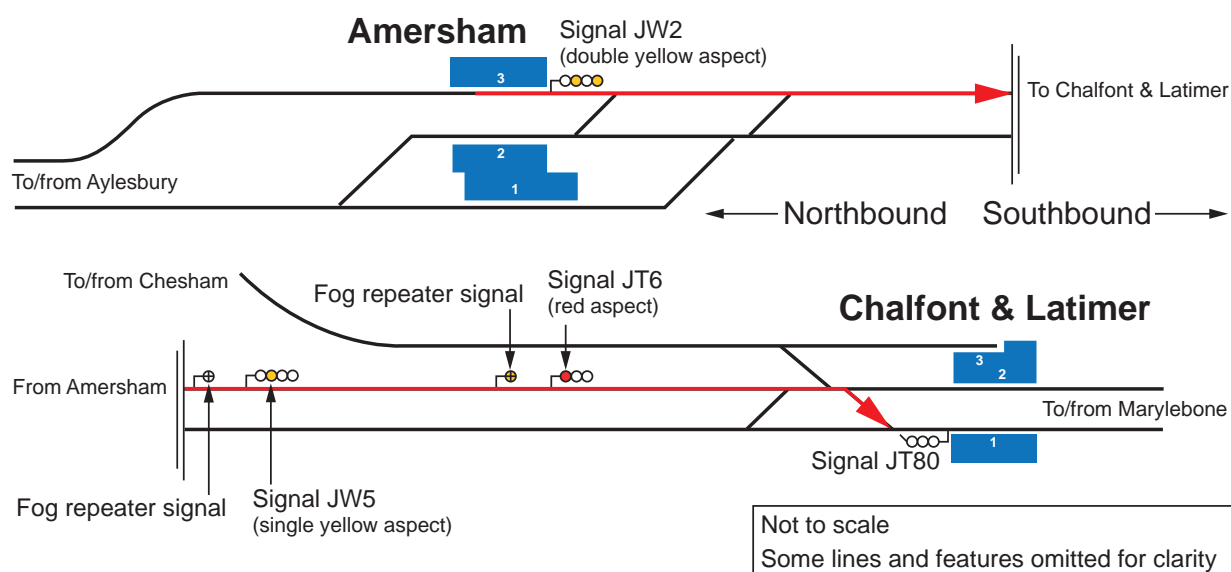 Amersham
Signal JW2
(double yellow aspect)
3
To Chalfont & Latimer
2
1
To/from Aylesbury
Northbound
Southbound
To/from Chesham
Fog repeater signal
Signal JT6
(red aspect)
Chalfont & Latimer
3
2
From Amersham
To/from Marylebone
1
Signal JT80
Fog repeater signal
Signal JW5
(single yellow aspect)
Not to scale
Some lines and features omitted for clarity